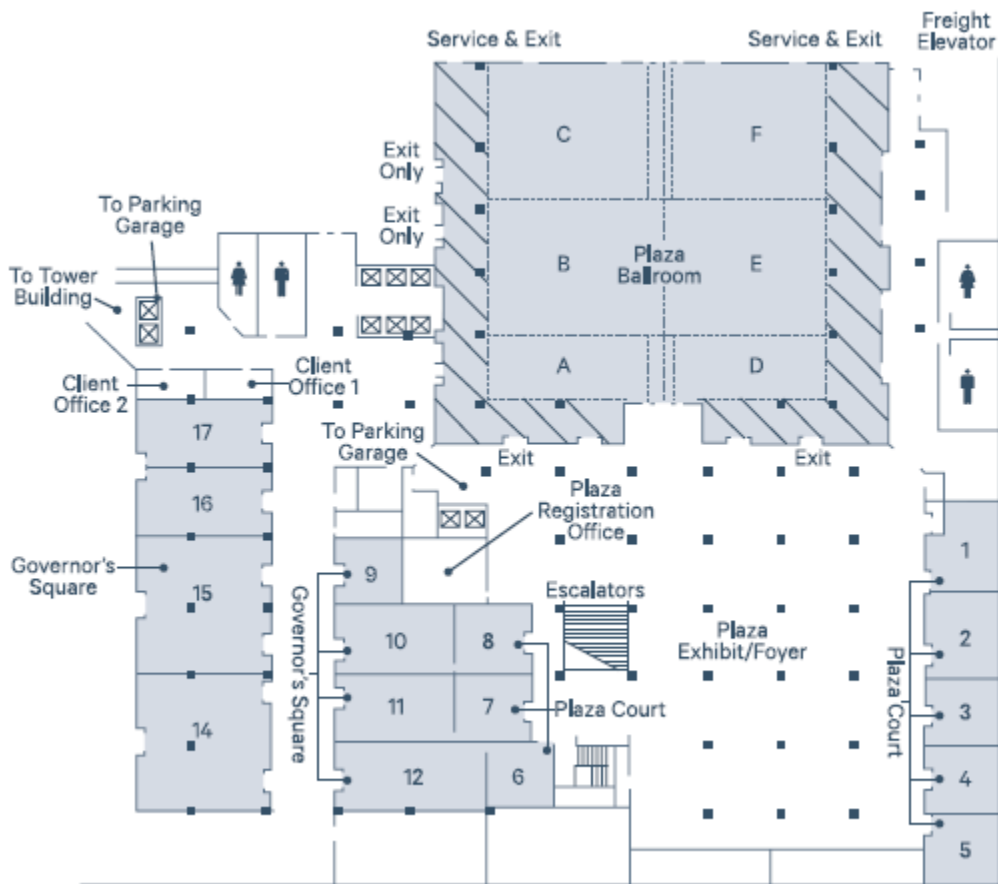 Service & Exit
Service & Exit
Freight
Elevator
C
F
Exit
Only
To Parking
Garage
Exit
Only
To Tower
Building
B
Plaza
Ballroom
E
A
D
Client
Office 1
Client
Office 2
17
To Parking
Garage
Exit
Exit
Plaza
Registration
Office
16
1
Governor's
Square
15
9
Governor's Square
Escalators
10
8
Plaza
Exhibit/Foyer
2
Plaza Court
11
7
Plaza Court
3
14
12
6
4
5